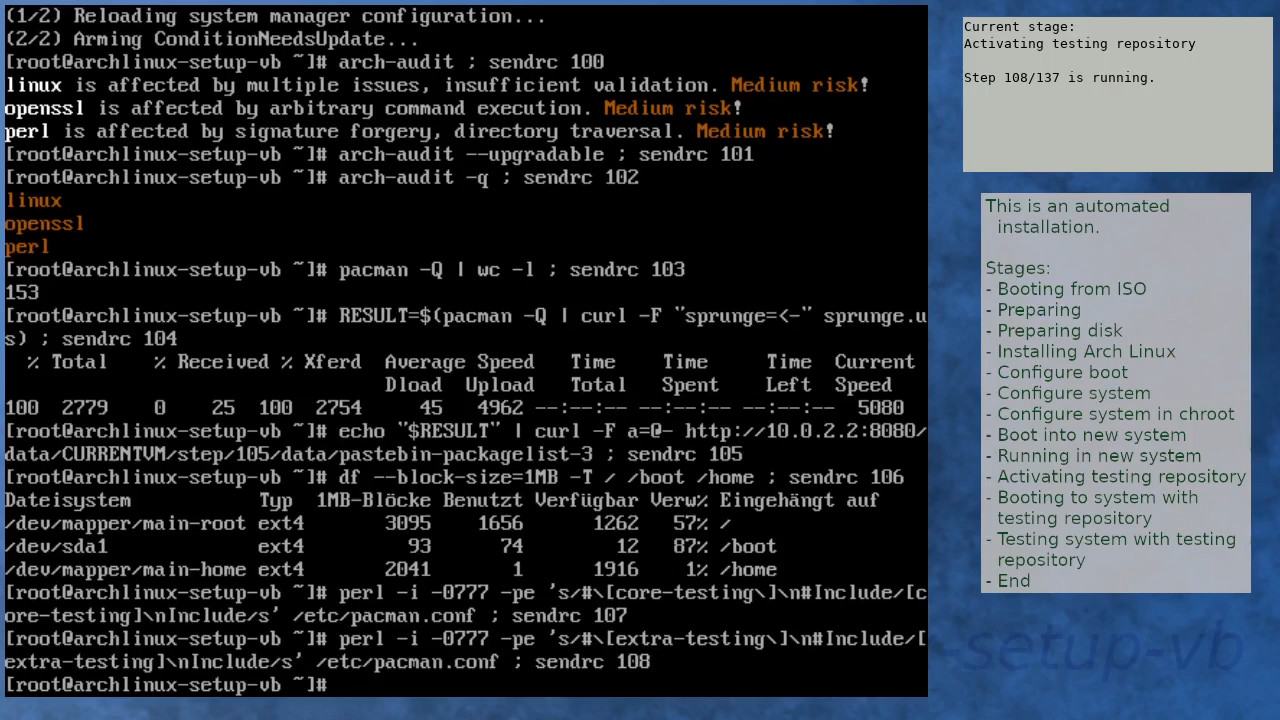 (1/2) Reloading system manager configuration...
(2/2) Arming ConditionNeedsUpdate...
[root@archlinux-setup-vb ~]# arch-audit ; sendrc 100
linux is affected by multiple issues, insufficient validation. Medium risk!
openssl is affected by arbitrary command execution. Medium risk!
perl is affected by signature forgery, directory traversal. Medium risk!
[root@archlinux-setup-vb ~]# arch-audit --upgradable ; sendrc 101
[root@archlinux-setup-vb ~]# arch-audit -q ; sendrc 102
linux
openssl
perl
[root@archlinux-setup-vb ~]# pacman -Q | wc -l ; sendrc 103
153
[root@archlinux-setup-vb ~]# RESULT=$(pacman -Q | curl -F "sprunge=<-" sprunge.u
s) ; sendrc 104
  % Total    % Received % Xferd  Average Speed   Time    Time     Time  Current
                                 Dload  Upload   Total   Spent    Left  Speed
100  2779    0    25  100  2754     45   4962 --:--:-- --:--:-- --:--:--  5080
[root@archlinux-setup-vb ~]# echo "$RESULT" | curl -F a=@- http://10.0.2.2:8080/
data/CURRENTVM/step/105/data/pastebin-packagelist-3 ; sendrc 105
[root@archlinux-setup-vb ~]# df --block-size=1MB -T / /boot /home ; sendrc 106
Dateisystem           Typ  1MB-Blöcke Benutzt Verfügbar Verw% Eingehängt auf
/dev/mapper/main-root ext4       3095    1656      1262   57% /
/dev/sda1             ext4         93      74        12   87% /boot
/dev/mapper/main-home ext4       2041       1      1916    1% /home
[root@archlinux-setup-vb ~]# perl -i -0777 -pe 's/#\[core-testing\]\n#Include/[c
ore-testing]\nInclude/s' /etc/pacman.conf ; sendrc 107
[root@archlinux-setup-vb ~]# perl -i -0777 -pe 's/#\[extra-testing\]\n#Include/[
extra-testing]\nInclude/s' /etc/pacman.conf ; sendrc 108
[root@archlinux-setup-vb ~]#
Current stage:
Activating testing repository
Step 108/137 is running.
This is an automated
installation.
Stages:
- Booting from ISO
- Preparing
- Preparing disk
- Installing Arch Linux
- Configure boot
- Configure system
- Configure system in chroot
- Boot into new system
- Running in new system
- Activating testing repository
- Booting to system with
testing repository
- Testing system with testing
repository
- End
-setup-vb